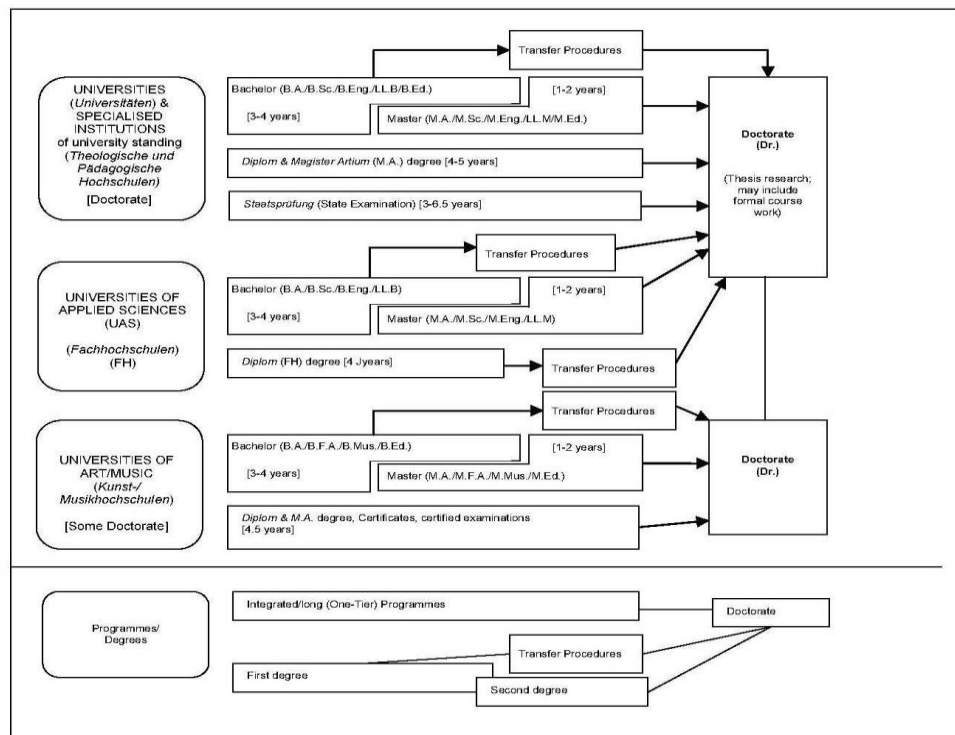 Transfer Procedures
UNIVERSITIES
(Universitäten) &
SPECIALISED
INSTITUTIONS
of university standing
(Theologische und
Pädagogische
Hochschulen)
[Doctorate]
Bachelor (B.A./B.Sc./B.Eng./LL.B/B.Ed.)
[3-4 years]
[1-2 years]
Master (M.A./M.Sc./M.Eng./LL.M/M.Ed.)
Diplom & Magister Artium (M.A.) degree [4-5 years]
Staatsprüfung (State Examination) [3-6.5 years]
Doctorate
(Dr.)
(Thesis research;
may include
formal course
work)
Transfer Procedures
UNIVERSITIES OF
APPLIED SCIENCES
(UAS)
(Fachhochschulen)
(FH)
Bachelor (B.A./B.Sc./B.Eng./LL.B)
[3-4 years]
[1-2 years]
Master (M.A./M.Sc./M.Eng./LL.M)
Diplom (FH) degree [4 Jyears]
Transfer Procedures
Transfer Procedures
UNIVERSITIES OF
ART/MUSIC
(Kunst-/
Musikhochschulen)
[Some Doctorate]
Bachelor (B.A./B.F.A./B.Mus./B.Ed.)
[3-4 years]
[1-2 years]
Master (M.A./M.F.A./M.Mus./M.Ed.)
Diplom & M.A. degree, Certificates, certified examinations
[4.5 years]
Doctorate
(Dr.)
Programmes/
Degrees
Integrated/long (One-Tier) Programmes
Doctorate
Transfer Procedures
First degree
Second degree